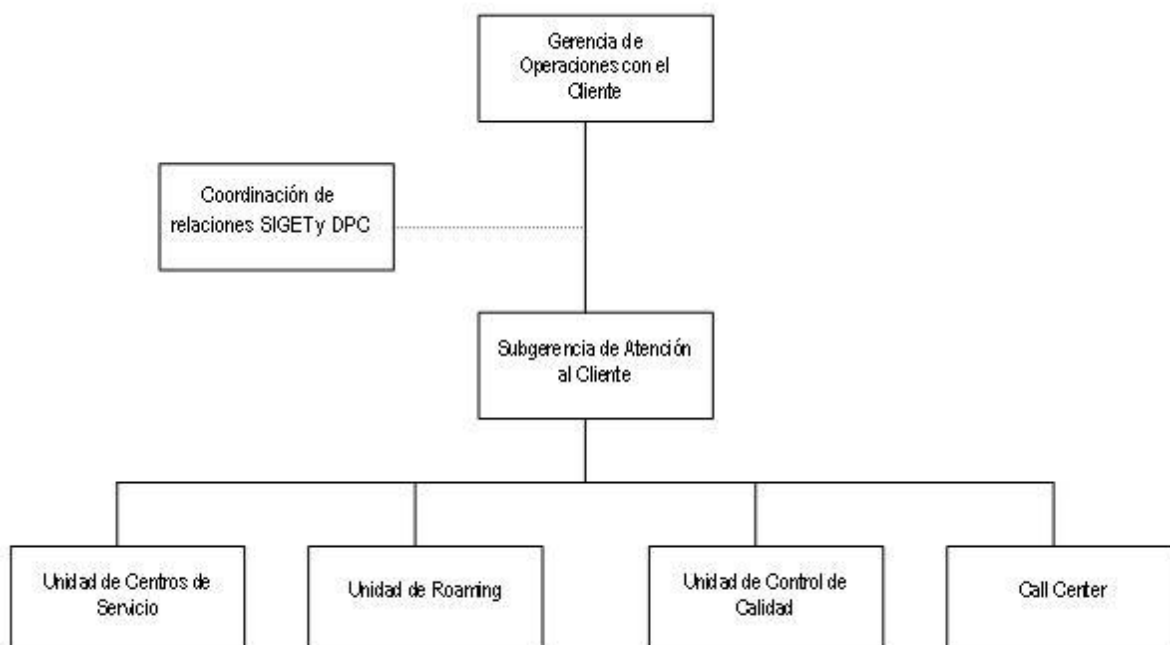 Gerencia de
Operaciones con el
Cliente
Coordinación de
relaciones SIGET y DPC
Subgerencia de Atención
al Cliente
Unidad de Centros de
Servicio
Unidad de Roaming
Unidad de Control de
Calidad
Call Center